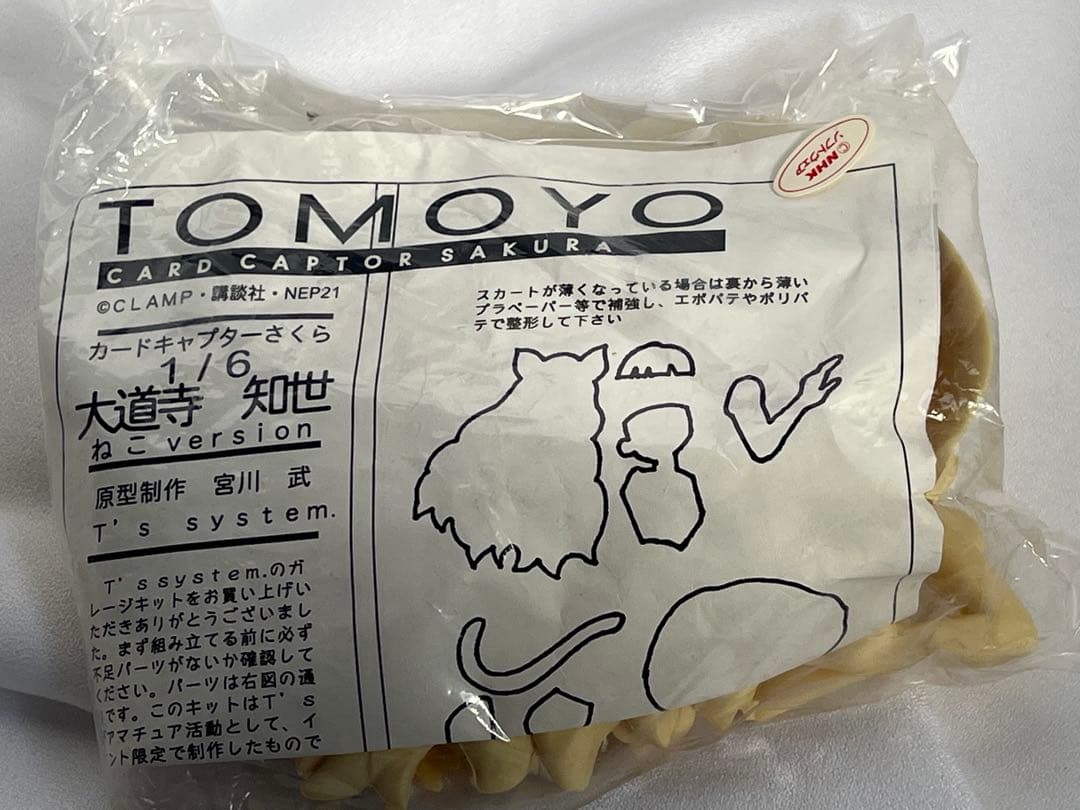 TOMOYO
CARD CAPTOR SAKURA
©CLAMP・講談社・NEP21
カードキャプターさくら
1/6
大道寺 知世
ねこ version
原型制作 宮川 武
T's system.
T's system.のガ
レージキットをお買い上げい
ただきありがとうございまし
た。まず組み立てる前に必ず
不足パーツがないか確認して
ください。パーツは右図の通
です。このキットはT's
アマチュア活動として、イ
ント限定で制作したもので
©NHK
ソフトウェア
スカートが薄くなっている場合は裏から薄い
プラペーパー等で補強し、エポパテやポリパ
テで整形して下さい